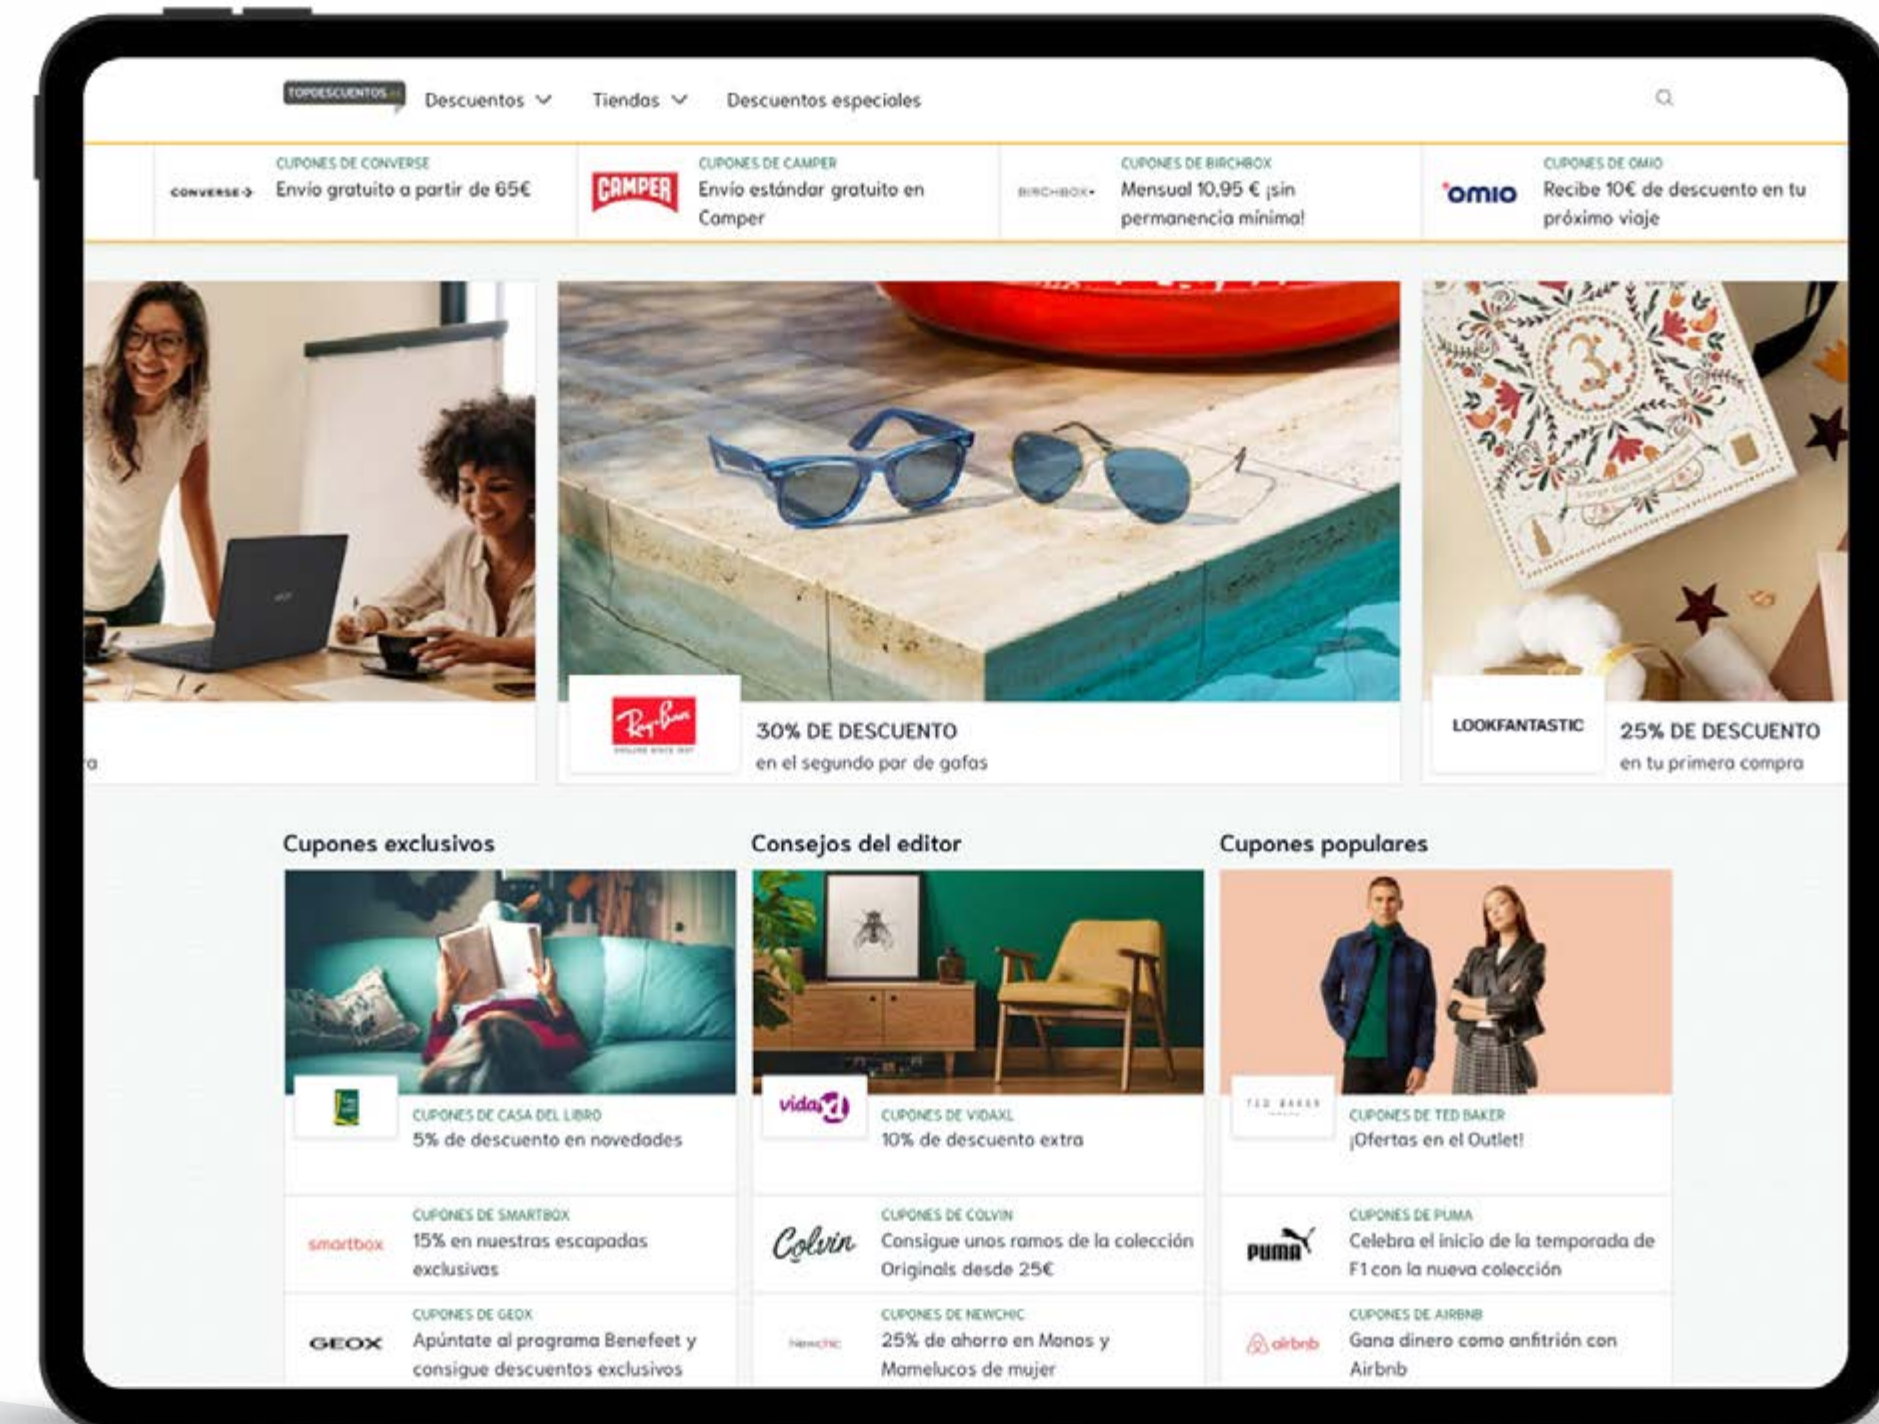 TOPDESCUENTOS.ES
Descuentos
Tiendas
Descuentos especiales
CONVERSE
CUPONES DE CONVERSE
Envío gratuito a partir de 65€
CAMPER
CUPONES DE CAMPER
Envío estándar gratuito en
Camper
BIRCHBOX
CUPONES DE BIRCHBOX
Mensual 10,95 € ¡sin
permanencia mínima!
omio
CUPONES DE OMIO
Recibe 10€ de descuento en tu
próximo viaje
acer
3
ra
Ray-Ban
GENUINE SINCE 1937
30% DE DESCUENTO
en el segundo par de gafas
LOOKFANTASTIC
25% DE DESCUENTO
en tu primera compra
Cupones exclusivos
Consejos del editor
Cupones populares
CUPONES DE CASA DEL LIBRO
5% de descuento en novedades
vidaXL
CUPONES DE VIDAXL
10% de descuento extra
TED BAKER
CUPONES DE TED BAKER
¡Ofertas en el Outlet!
smartbox
CUPONES DE SMARTBOX
15% en nuestras escapadas
exclusivas
Colvin
CUPONES DE COLVIN
Consigue unos ramos de la colección
Originals desde 25€
PUMA
CUPONES DE PUMA
Celebra el inicio de la temporada de
F1 con la nueva colección
GEOX
CUPONES DE GEOX
Apúntate al programa Benefeet y
consigue descuentos exclusivos
Newchic
CUPONES DE NEWCHIC
25% de ahorro en Monos y
Mamelucos de mujer
airbnb
CUPONES DE AIRBNB
Gana dinero como anfitrión con
Airbnb